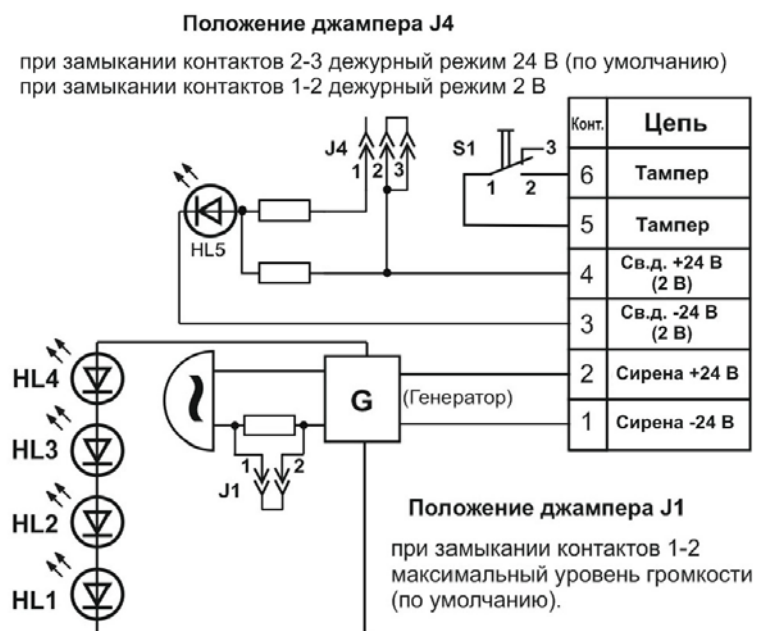 Положение джампера J4
при замыкании контактов 2-3 дежурный режим 24 В (по умолчанию)
при замыкании контактов 1-2 дежурный режим 2 В
Конт. Цепь
6 Тампер
5 Тампер
4 Св.д. +24 В
(2 В)
3 Св.д. -24 В
(2 В)
2 Сирена +24 В
1 Сирена -24 В
J4
1 2 3
S1
3
1 2
HL5
HL4
HL3
HL2
HL1
G
(Генератор)
1 2
J1
Положение джампера J1
при замыкании контактов 1-2
максимальный уровень громкости
(по умолчанию).